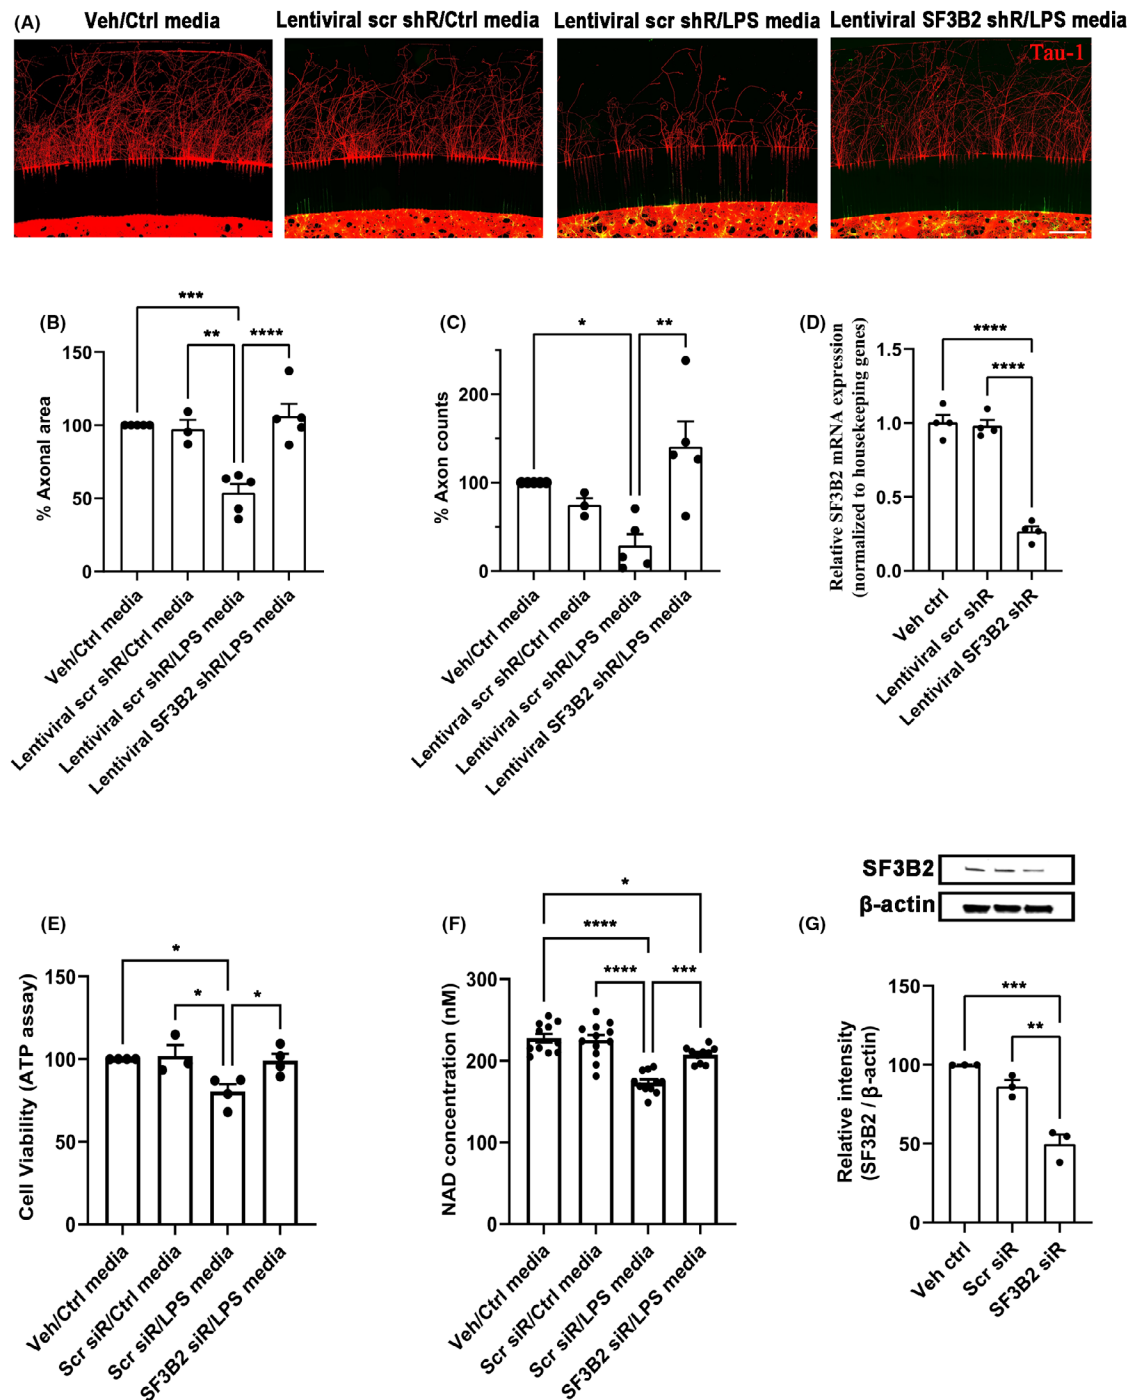 (A)
Veh/Ctrl media
Lentiviral scr shR/Ctrl media
Lentiviral scr shR/LPS media
Lentiviral SF3B2 shR/LPS media
Tau-1
(B)
% Axonal area
150
100
50
0
***
**
****
Veh/Ctrl media
Lentiviral scr shR/Ctrl media
Lentiviral scr shR/LPS media
Lentiviral SF3B2 shR/LPS media
(C)
% Axon counts
200
100
0
*
**
Veh/Ctrl media
Lentiviral scr shR/Ctrl media
Lentiviral scr shR/LPS media
Lentiviral SF3B2 shR/LPS media
(D)
Relative SF3B2 mRNA expression
(normalized to housekeeping genes)
1.5
1.0
0.5
0.0
****
****
Veh ctrl
Lentiviral scr shR
Lentiviral SF3B2 shR
(E)
Cell Viability (ATP assay)
150
100
50
0
*
*
*
Veh/Ctrl media
Scr siR/Ctrl media
Scr siR/LPS media
SF3B2 siR/LPS media
(F)
NAD concentration (nM)
300
200
100
0
*
****
****
***
Veh/Ctrl media
Scr siR/Ctrl media
Scr siR/LPS media
SF3B2 siR/LPS media
SF3B2
β-actin
(G)
Relative intensity
(SF3B2 / β-actin)
150
100
50
0
***
**
Veh ctrl
Scr siR
SF3B2 siR